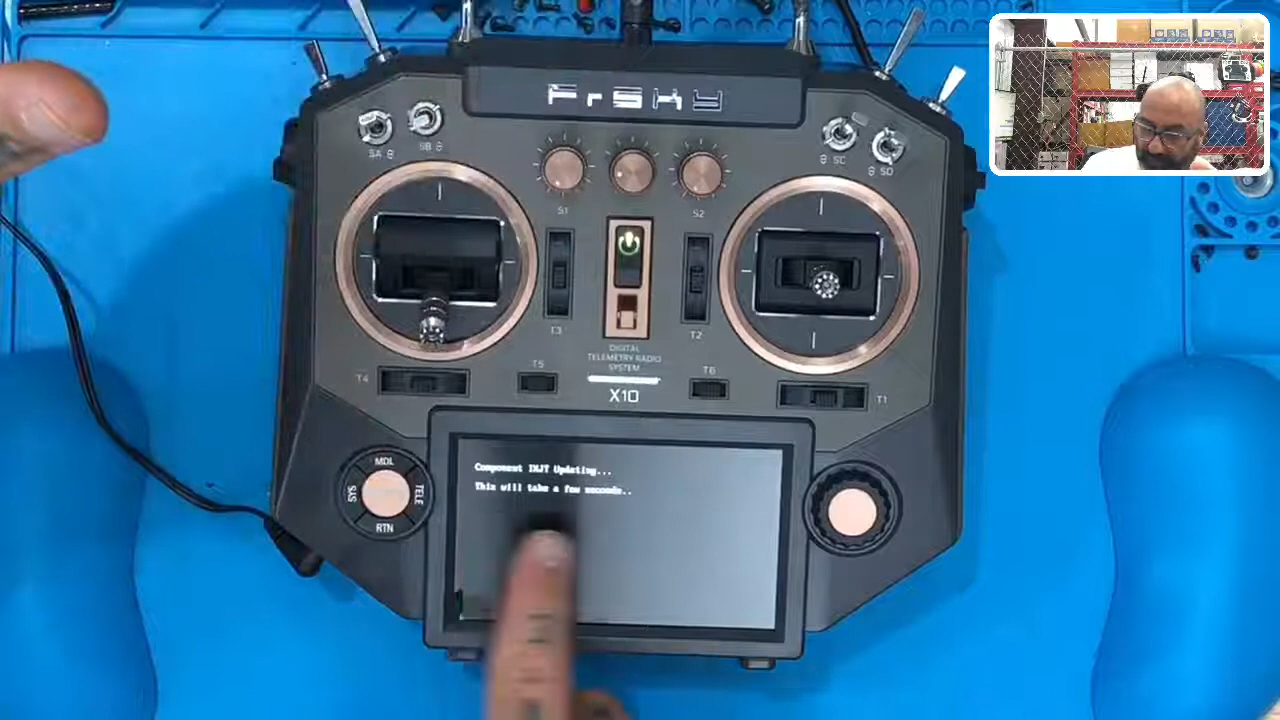 FrSKY
SA
SB
SC
SD
S1
S2
T3
T2
DIGITAL
TELEMETRY RADIO
SYSTEM
X10
T4
T5
T6
T1
MDL
SYS
TELE
RTN
Component INJT Updating...
This will take a few seconds..